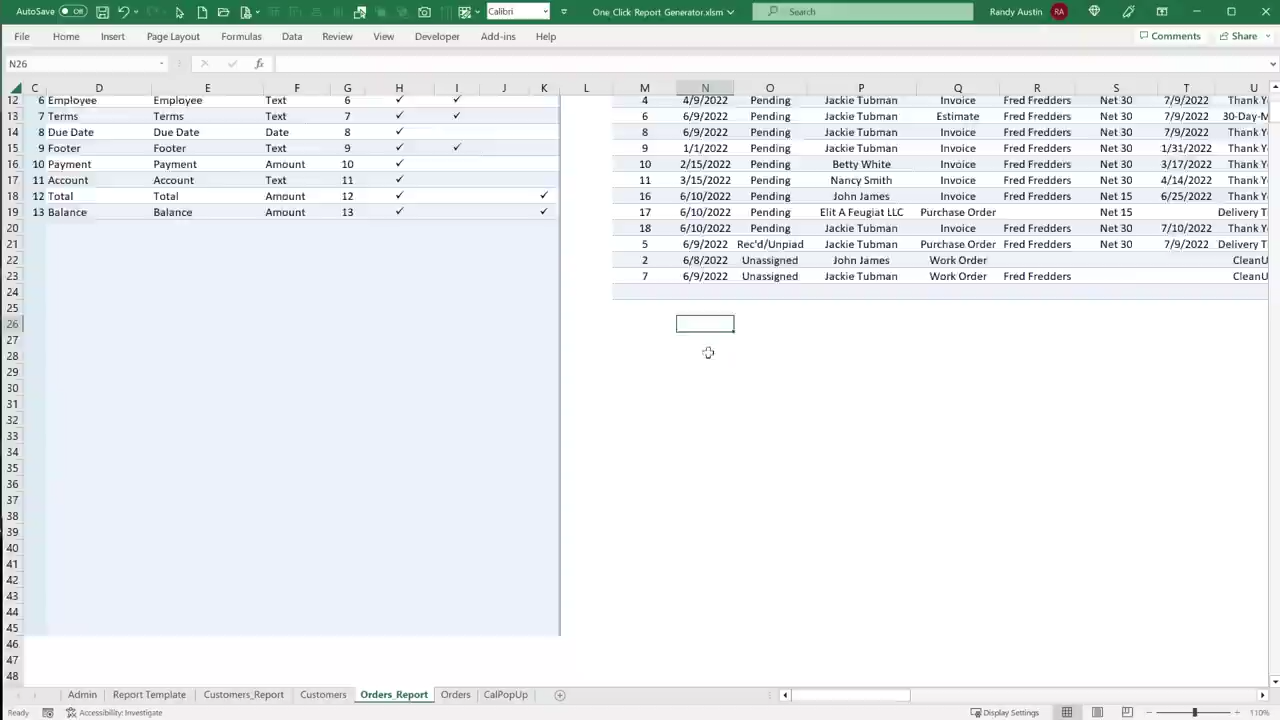 AutoSave Off Calibri One Click Report Generator.xlsm Search Randy Austin RA
File Home Insert Page Layout Formulas Data Review View Developer Add-ins Help Comments Share
N26 fx
C D E F G H I J K L M N O P Q R S T U
12 6 Employee Employee Text 6 ✓ ✓ 4 4/9/2022 Pending Jackie Tubman Invoice Fred Fredders Net 30 7/9/2022 Thank Y
13 7 Terms Terms Text 7 ✓ ✓ 6 6/9/2022 Pending Jackie Tubman Estimate Fred Fredders Net 30 7/9/2022 30-Day-M
14 8 Due Date Due Date Date 8 ✓ 8 6/9/2022 Pending Jackie Tubman Invoice Fred Fredders Net 30 7/9/2022 Thank Y
15 9 Footer Footer Text 9 ✓ ✓ 9 1/1/2022 Pending Jackie Tubman Invoice Fred Fredders Net 30 1/31/2022 Thank Y
16 10 Payment Payment Amount 10 ✓ 10 2/15/2022 Pending Betty White Invoice Fred Fredders Net 30 3/17/2022 Thank Y
17 11 Account Account Text 11 ✓ 11 3/15/2022 Pending Nancy Smith Invoice Fred Fredders Net 30 4/14/2022 Thank Y
18 12 Total Total Amount 12 ✓ ✓ 16 6/10/2022 Pending John James Invoice Fred Fredders Net 15 6/25/2022 Thank Y
19 13 Balance Balance Amount 13 ✓ ✓ 17 6/10/2022 Pending Elit A Feugiat LLC Purchase Order Net 15 Delivery T
20 18 6/10/2022 Pending Jackie Tubman Invoice Fred Fredders Net 30 7/10/2022 Thank Y
21 5 6/9/2022 Rec'd/Unpiad Jackie Tubman Purchase Order Fred Fredders Net 30 7/9/2022 Delivery T
22 2 6/8/2022 Unassigned John James Work Order CleanU
23 7 6/9/2022 Unassigned Jackie Tubman Work Order Fred Fredders CleanU
24
25
26
27
28
29
30
31
32
33
34
35
36
37
38
39
40
41
42
43
44
45
46
47
48
Admin Report Template Customers_Report Customers Orders_Report Orders CalPopUp
Ready Accessibility: Investigate Display Settings 110%